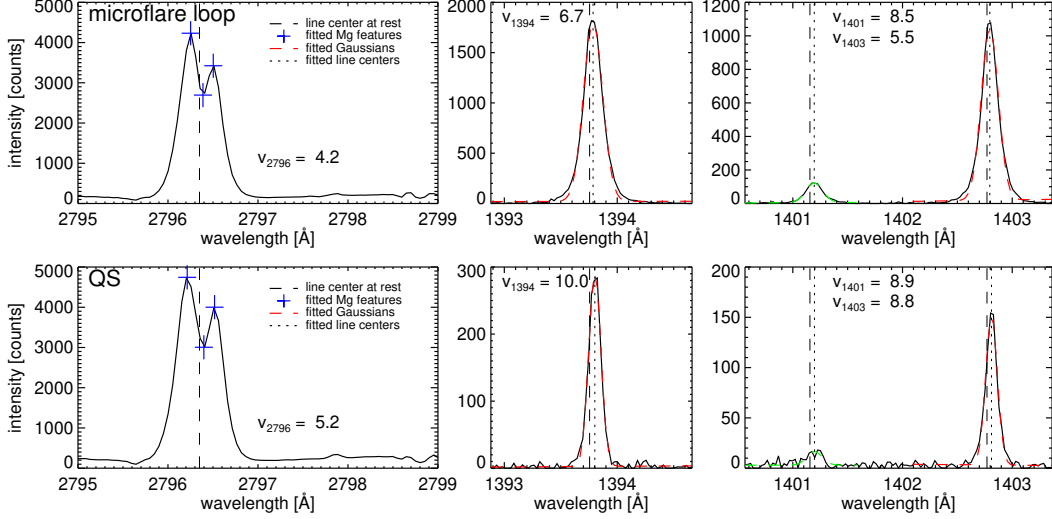 microflare loop
intensity [counts]
5000
4000
3000
2000
1000
0
line center at rest
fitted Mg features
fitted Gaussians
fitted line centers
v2796 = 4.2
2795 2796 2797 2798 2799
wavelength [Å]
v1394 = 6.7
2000
1500
1000
500
0
1393 1394
wavelength [Å]
v1401 = 8.5
v1403 = 5.5
1200
1000
800
600
400
200
0
1401 1402 1403
wavelength [Å]
QS
intensity [counts]
5000
4000
3000
2000
1000
0
line center at rest
fitted Mg features
fitted Gaussians
fitted line centers
v2796 = 5.2
2795 2796 2797 2798 2799
wavelength [Å]
v1394 = 10.0
300
200
100
0
1393 1394
wavelength [Å]
v1401 = 8.9
v1403 = 8.8
200
150
100
50
0
1401 1402 1403
wavelength [Å]